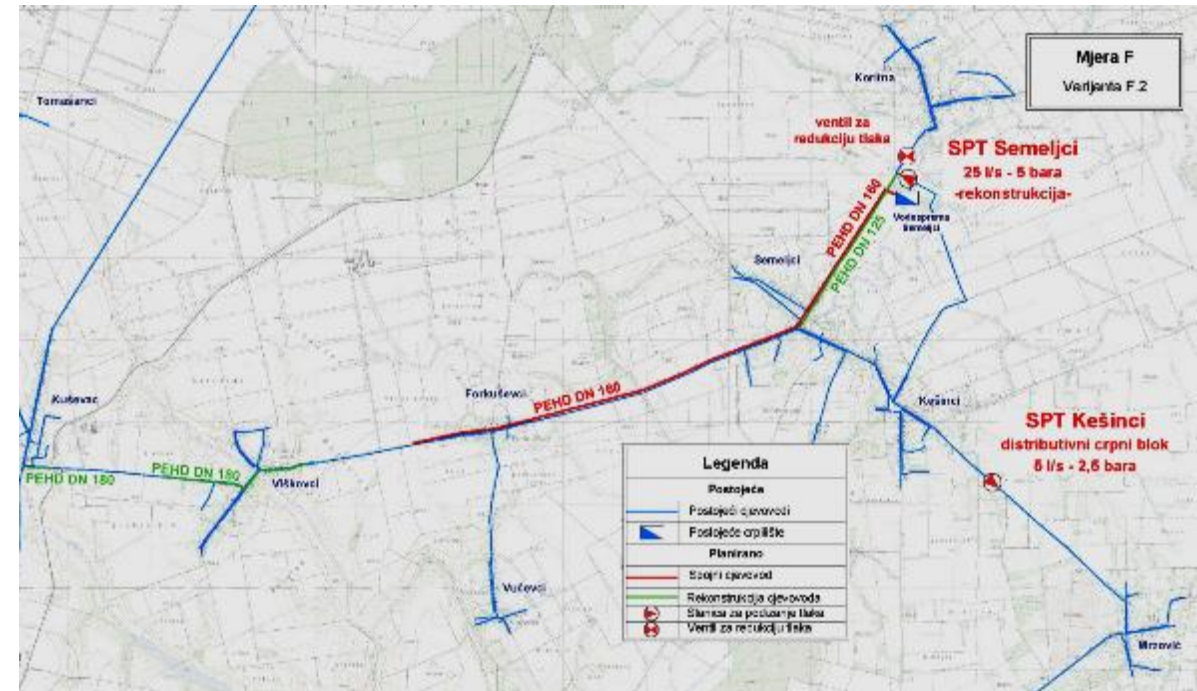 Mjera F
Varijanta F.2
Koritna
Tomašanci
ventil za
redukciju tlaka
SPT Semeljci
25 l/s - 5 bara
-rekonstrukcija-
PEHD DN 160
PEHD DN 125
Vodosprema
Semeljci
Semeljci
Kuševac
Forkuševci
PEHD DN 160
Kešinci
SPT Kešinci
distributivni crpni blok
5 l/s - 2,5 bara
PEHD DN 180
PEHD DN 180
Viškovci
Vučevci
Mrzović
Legenda
Postojeće
Postojeći cjevovodi
Postojeće crpilište
Planirano
Spojni cjevovod
Rekonstrukcija cjevovoda
Stanica za podizanje tlaka
Ventil za redukciju tlaka